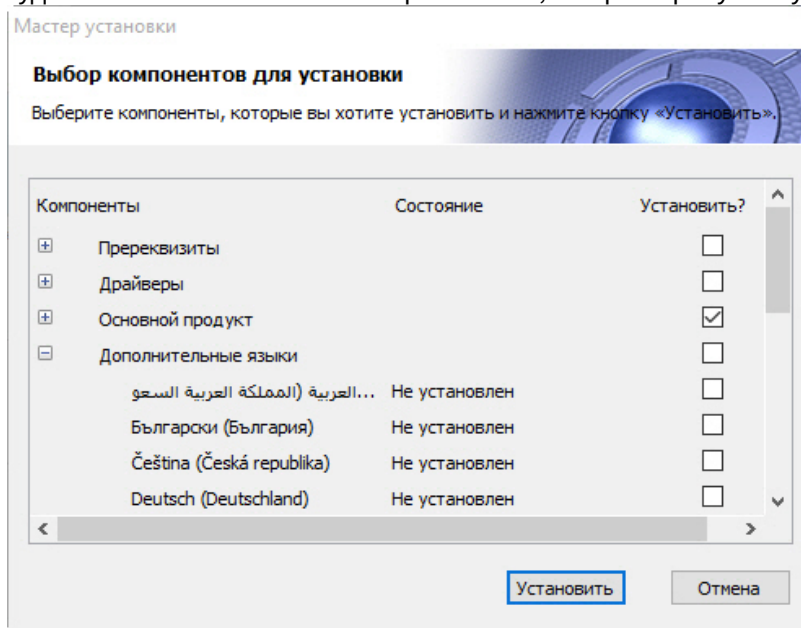 Мастер установки
Выбор компонентов для установки
Выберите компоненты, которые вы хотите установить и нажмите кнопку «Установить».
Компоненты Состояние Установить?
Пререквизиты
Драйверы
Основной продукт
Дополнительные языки
العربية (المملكة العربية السعو... Не установлен
Български (България) Не установлен
Čeština (Česká republika) Не установлен
Deutsch (Deutschland) Не установлен
Установить Отмена